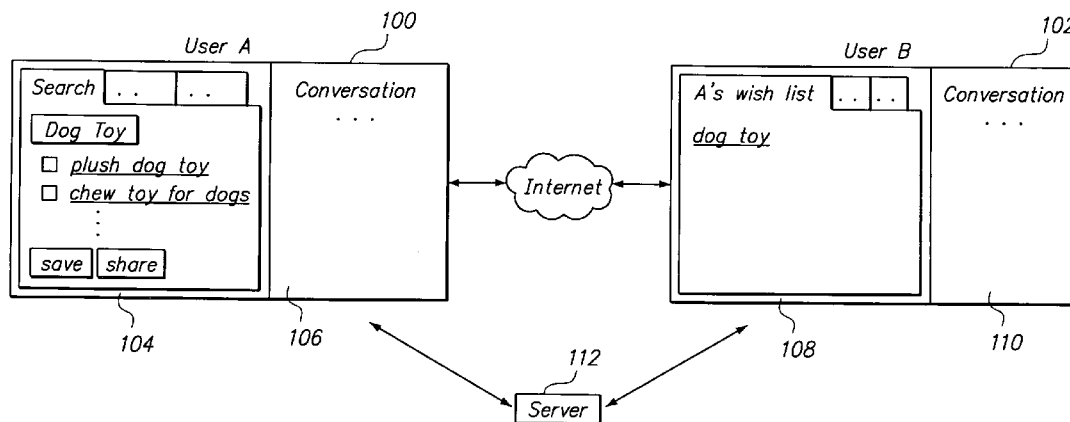 100
102
User A
User B
Search . . . .
Conversation
. . .
Dog Toy
plush dog toy
chew toy for dogs
save share
A's wish list . . . .
Conversation
. . .
dog toy
Internet
104
106
108
110
112
Server